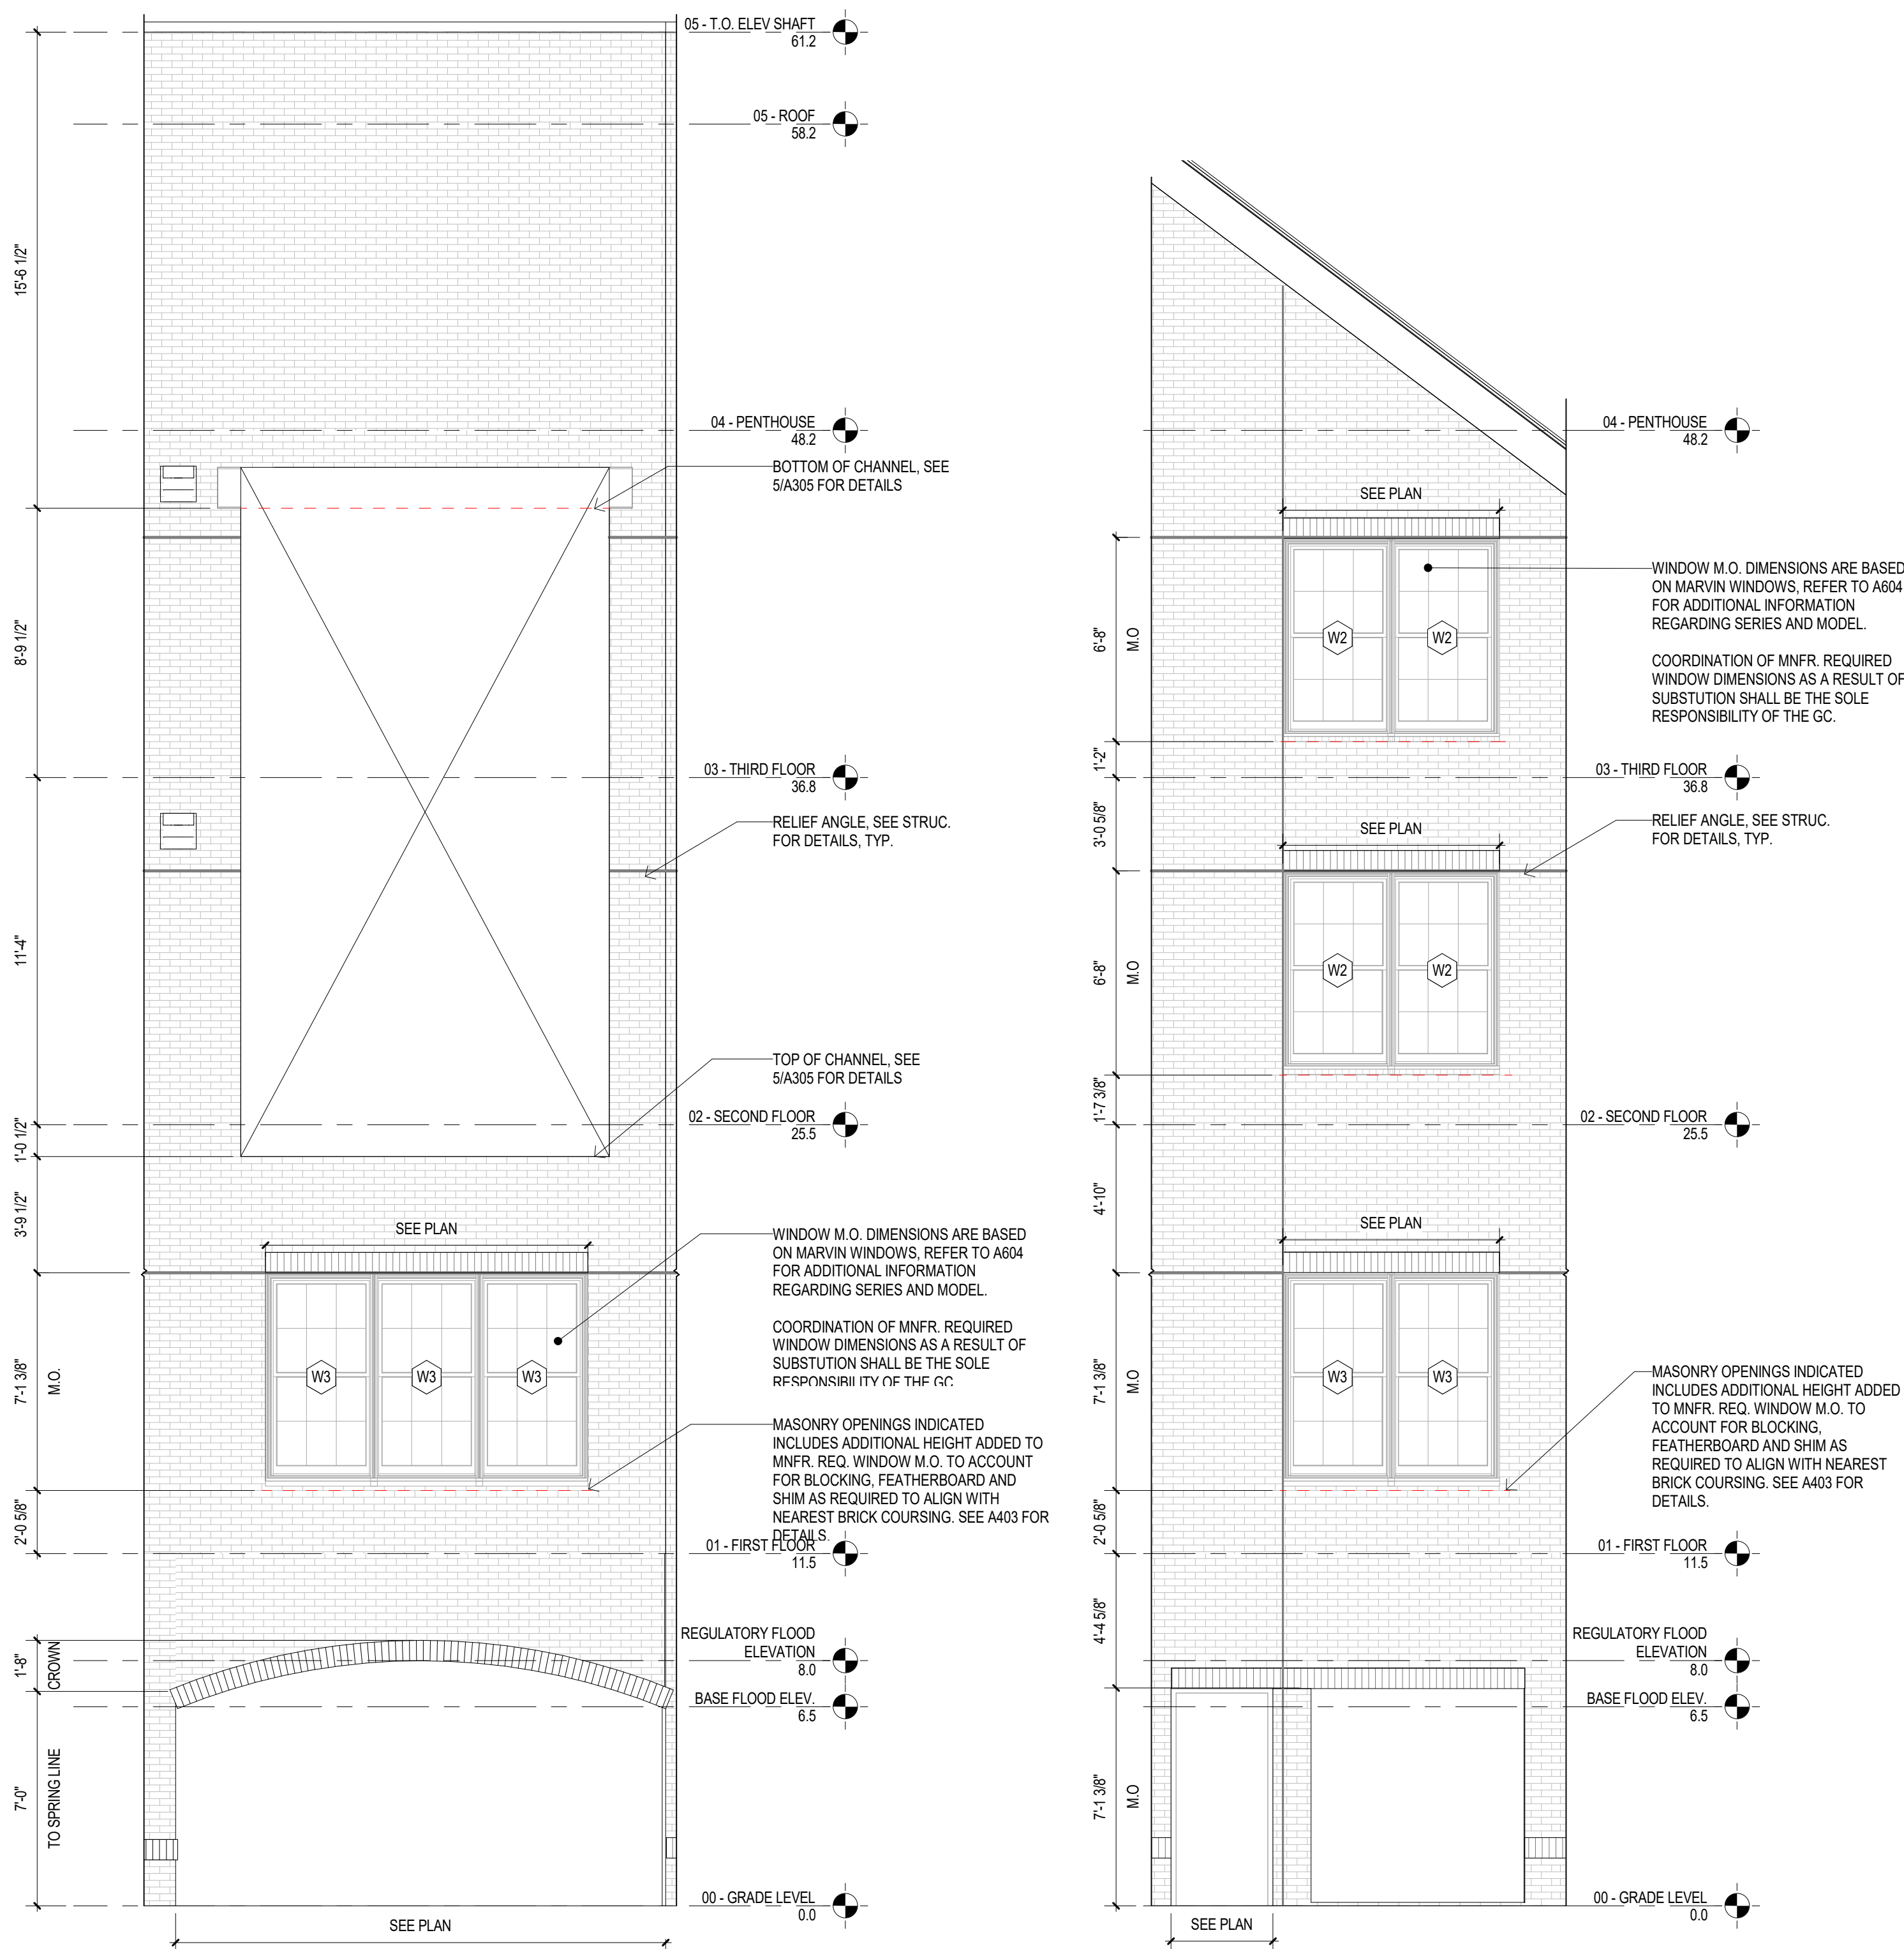 05 - T.O. ELEV SHAFT
61.2
05 - ROOF
58.2
04 - PENTHOUSE
48.2
BOTTOM OF CHANNEL, SEE
5/A305 FOR DETAILS
03 - THIRD FLOOR
36.8
RELIEF ANGLE, SEE STRUC.
FOR DETAILS, TYP.
TOP OF CHANNEL, SEE
5/A305 FOR DETAILS
02 - SECOND FLOOR
25.5
SEE PLAN
WINDOW M.O. DIMENSIONS ARE BASED
ON MARVIN WINDOWS, REFER TO A604
FOR ADDITIONAL INFORMATION
REGARDING SERIES AND MODEL.
COORDINATION OF MNFR. REQUIRED
WINDOW DIMENSIONS AS A RESULT OF
SUBSTUTION SHALL BE THE SOLE
RESPONSIBILITY OF THE GC
W3
W3
W3
MASONRY OPENINGS INDICATED
INCLUDES ADDITIONAL HEIGHT ADDED TO
MNFR. REQ. WINDOW M.O. TO ACCOUNT
FOR BLOCKING, FEATHERBOARD AND
SHIM AS REQUIRED TO ALIGN WITH
NEAREST BRICK COURSING. SEE A403 FOR
DETAILS.
01 - FIRST FLOOR
11.5
REGULATORY FLOOD
ELEVATION
8.0
BASE FLOOD ELEV.
6.5
00 - GRADE LEVEL
0.0
SEE PLAN
15'-6 1/2"
8'-9 1/2"
11'-4"
1'-0 1/2"
3'-9 1/2"
7'-1 3/8"
M.O.
2'-0 5/8"
1'-8"
CROWN
7'-0"
TO SPRING LINE
04 - PENTHOUSE
48.2
SEE PLAN
WINDOW M.O. DIMENSIONS ARE BASED
ON MARVIN WINDOWS, REFER TO A604
FOR ADDITIONAL INFORMATION
REGARDING SERIES AND MODEL.
COORDINATION OF MNFR. REQUIRED
WINDOW DIMENSIONS AS A RESULT OF
SUBSTUTION SHALL BE THE SOLE
RESPONSIBILITY OF THE GC.
W2
W2
03 - THIRD FLOOR
36.8
SEE PLAN
RELIEF ANGLE, SEE STRUC.
FOR DETAILS, TYP.
W2
W2
02 - SECOND FLOOR
25.5
SEE PLAN
W3
W3
MASONRY OPENINGS INDICATED
INCLUDES ADDITIONAL HEIGHT ADDED
TO MNFR. REQ. WINDOW M.O. TO
ACCOUNT FOR BLOCKING,
FEATHERBOARD AND SHIM AS
REQUIRED TO ALIGN WITH NEAREST
BRICK COURSING. SEE A403 FOR
DETAILS.
01 - FIRST FLOOR
11.5
REGULATORY FLOOD
ELEVATION
8.0
BASE FLOOD ELEV.
6.5
00 - GRADE LEVEL
0.0
SEE PLAN
6'-8"
M.O
1'-2"
3'-0 5/8"
6'-8"
M.O
1'-7 3/8"
4'-10"
7'-1 3/8"
M.O
2'-0 5/8"
4'-4 5/8"
7'-1 3/8"
M.O